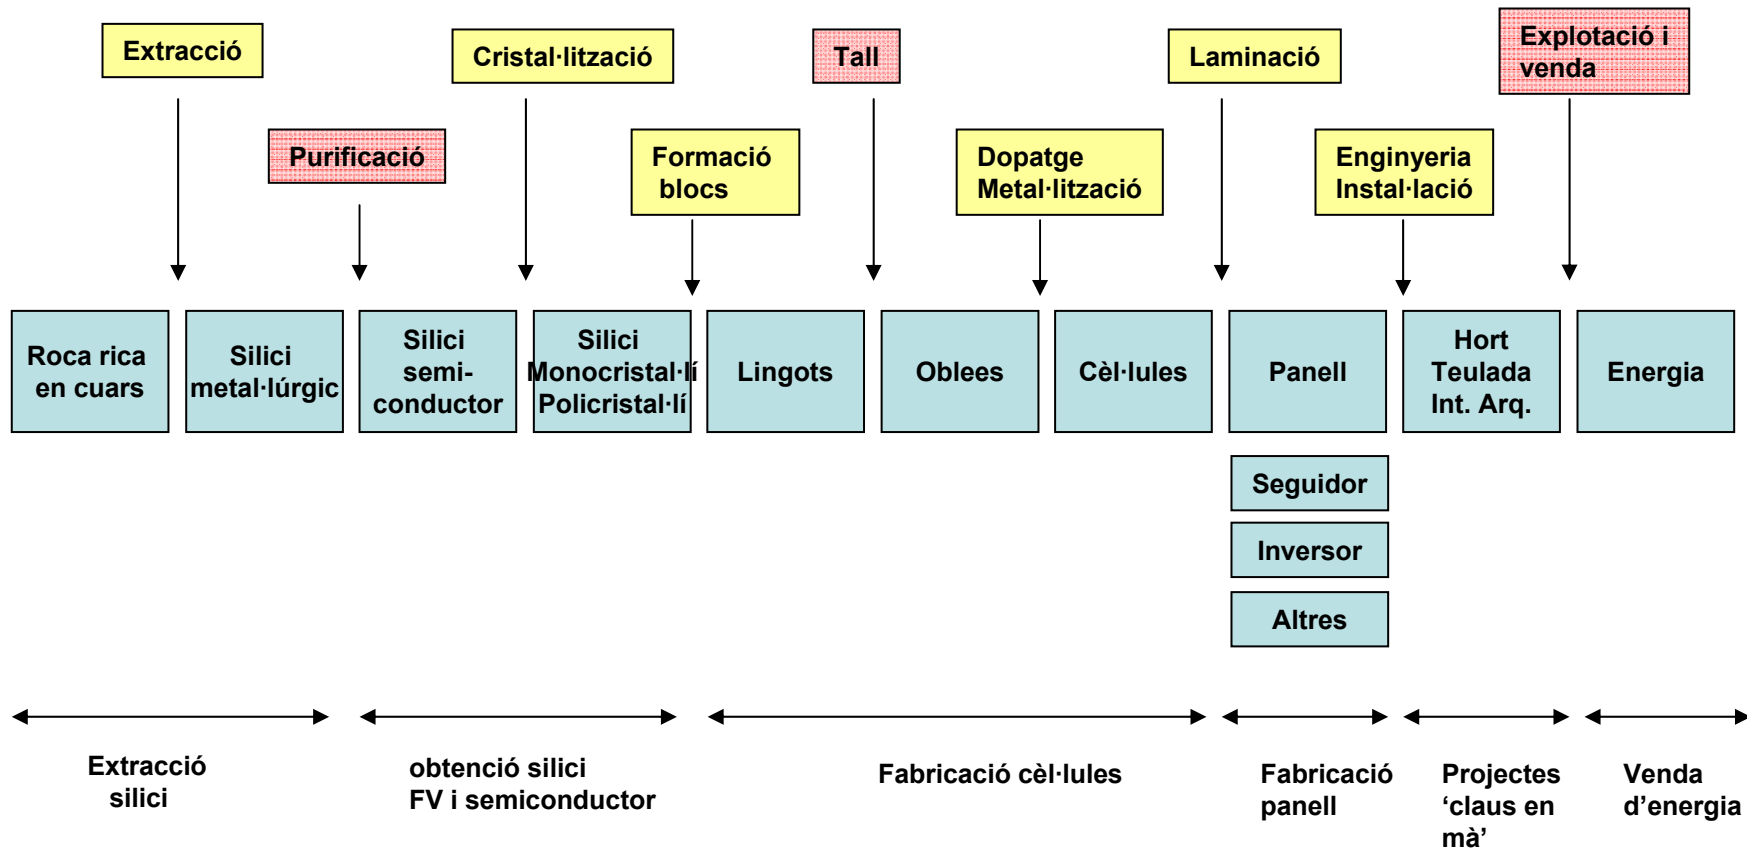 Extracció
Cristal·lització
Tall
Laminació
Explotació i
venda
Purificació
Formació
blocs
Dopatge
Metal·lització
Enginyeria
Instal·lació
Roca rica
en cuars
Silici
metal·lúrgic
Silici
semi-
conductor
Silici
Monocristal·lí
Policristal·lí
Lingots
Oblees
Cèl·lules
Panell
Hort
Teulada
Int. Arq.
Energia
Seguidor
Inversor
Altres
Extracció
silici
obtenció silici
FV i semiconductor
Fabricació cèl·lules
Fabricació
panell
Projectes
‘claus en
mà’
Venda
d’energia